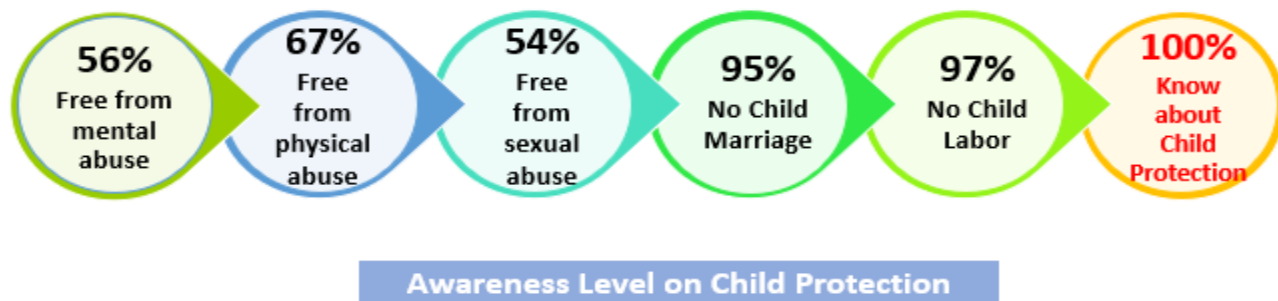 56%
Free from
mental
abuse
67%
Free
from
physical
abuse
54%
Free
from
sexual
abuse
95%
No Child
Marriage
97%
No Child
Labor
100%
Know
about
Child
Protection
Awareness Level on Child Protection